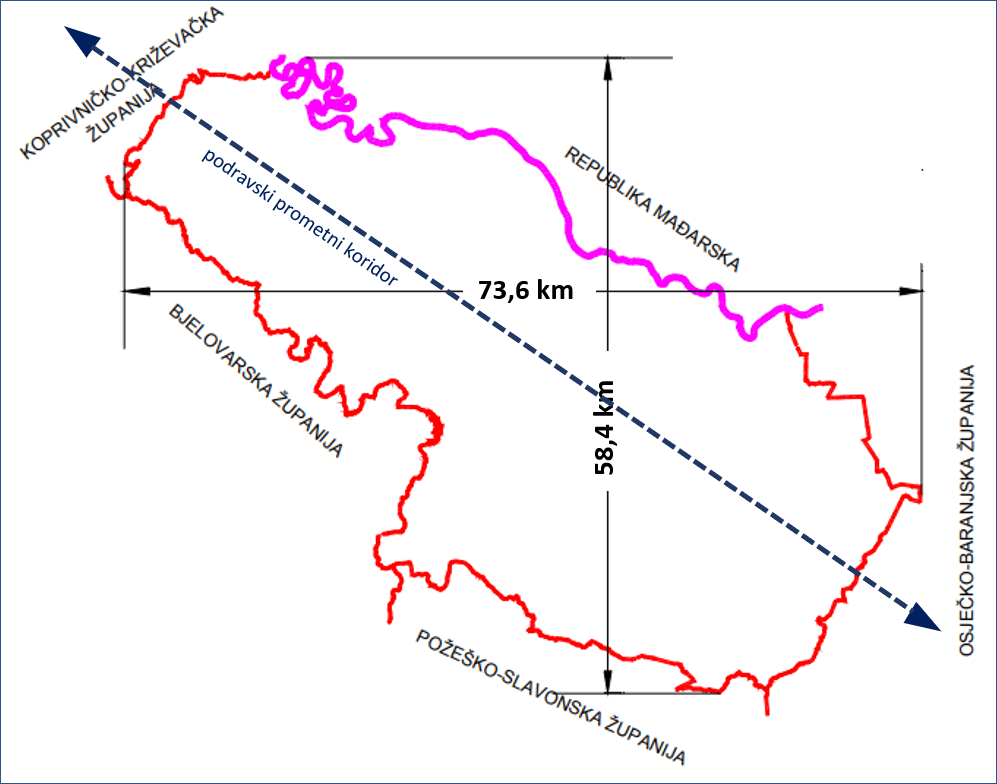 KOPRIVNIČKO-KRIŽEVAČKA
ŽUPANIJA
podravski prometni koridor
REPUBLIKA MAĐARSKA
73,6 km
BJELOVARSKA ŽUPANIJA
58,4 km
OSJEČKO-BARANJSKA ŽUPANIJA
POŽEŠKO-SLAVONSKA ŽUPANIJA